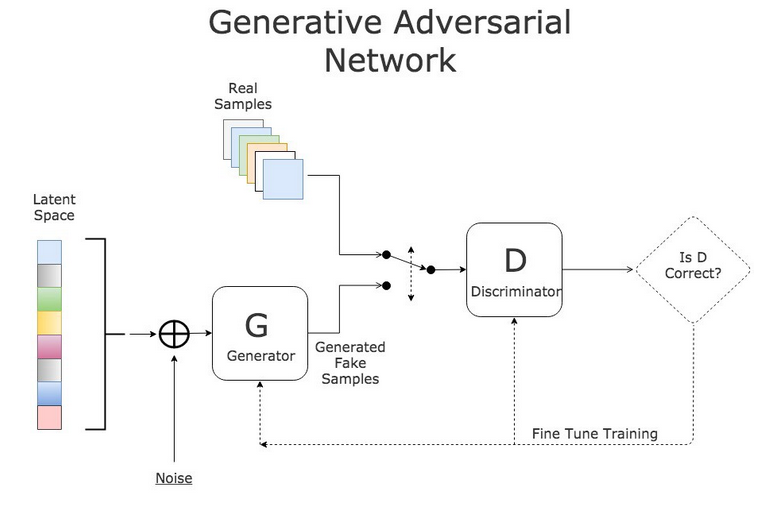 Generative Adversarial
Network
Real
Samples
Latent
Space
D
Discriminator
Is D
Correct?
G
Generator
Generated
Fake
Samples
Fine Tune Training
Noise